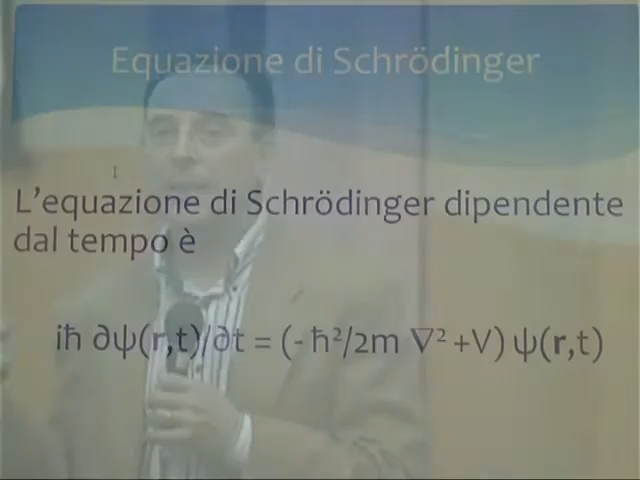 Equazione di Schrödinger
L'equazione di Schrödinger dipendente
dal tempo è
iħ ∂ψ(r,t)/∂t = (- ħ²/2m ∇² +V) ψ(r,t)